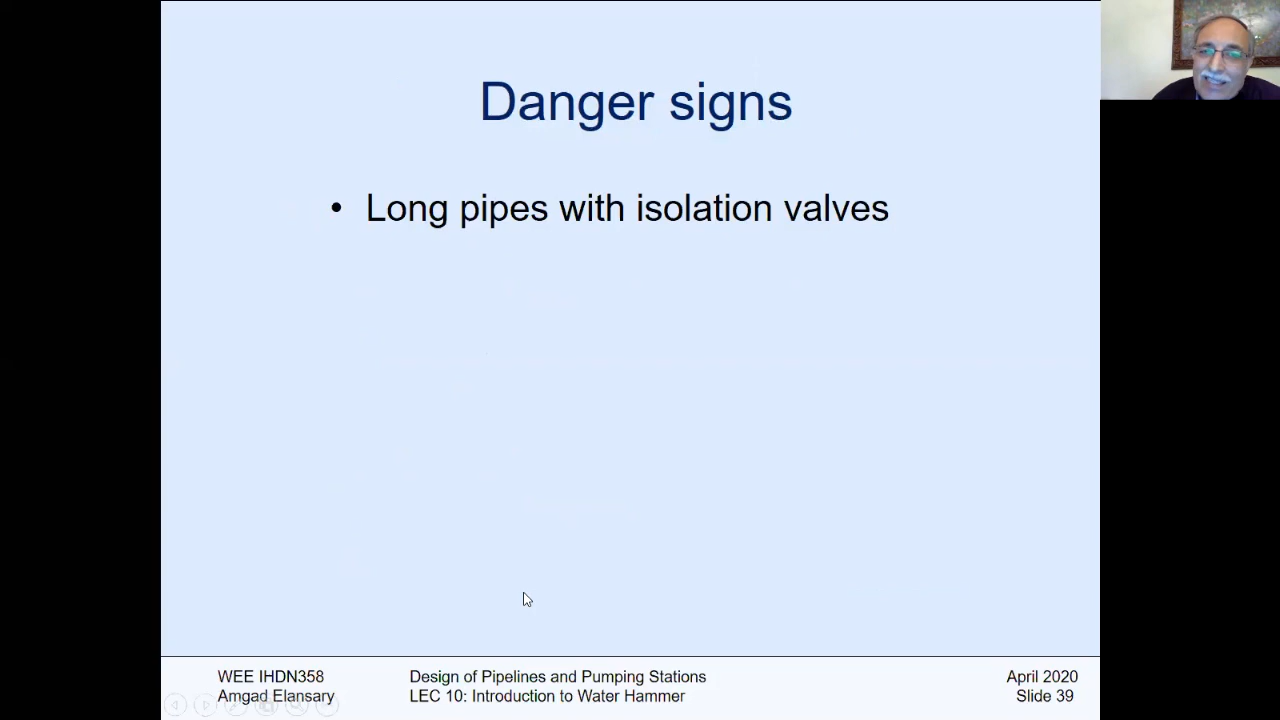 Danger signs
• Long pipes with isolation valves
WEE IHDN358
Amgad Elansary
Design of Pipelines and Pumping Stations
LEC 10: Introduction to Water Hammer
April 2020
Slide 39